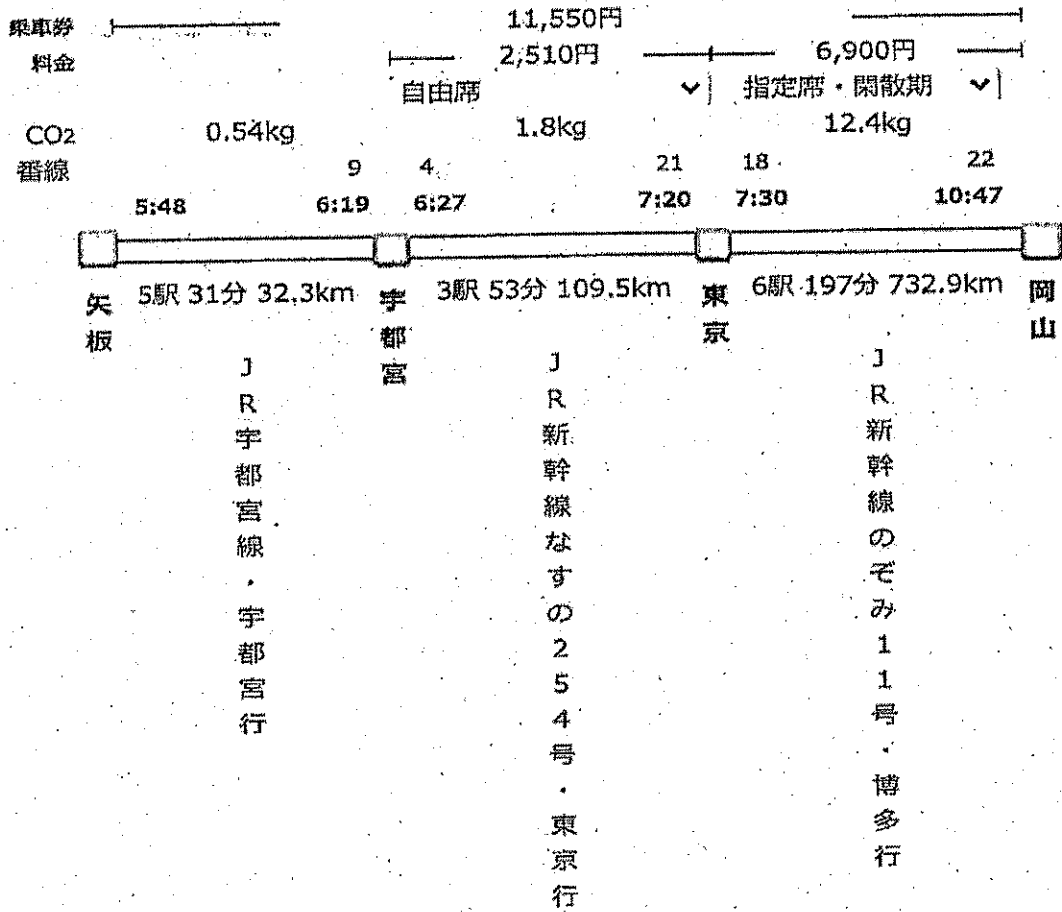 乗車券 11,550円
料金 2,510円 6,900円
自由席 指定席・閑散期
CO2 0.54kg 1.8kg 12.4kg
番線 9 4 21 18 22
5:48 6:19 6:27 7:20 7:30 10:47
5駅 31分 32.3km 3駅 53分 109.5km 6駅 197分 732.9km
矢板
宇都宮
東京
岡山
JR宇都宮線・宇都宮行
JR新幹線なすの254号・東京行
JR新幹線のぞみ11号・博多行